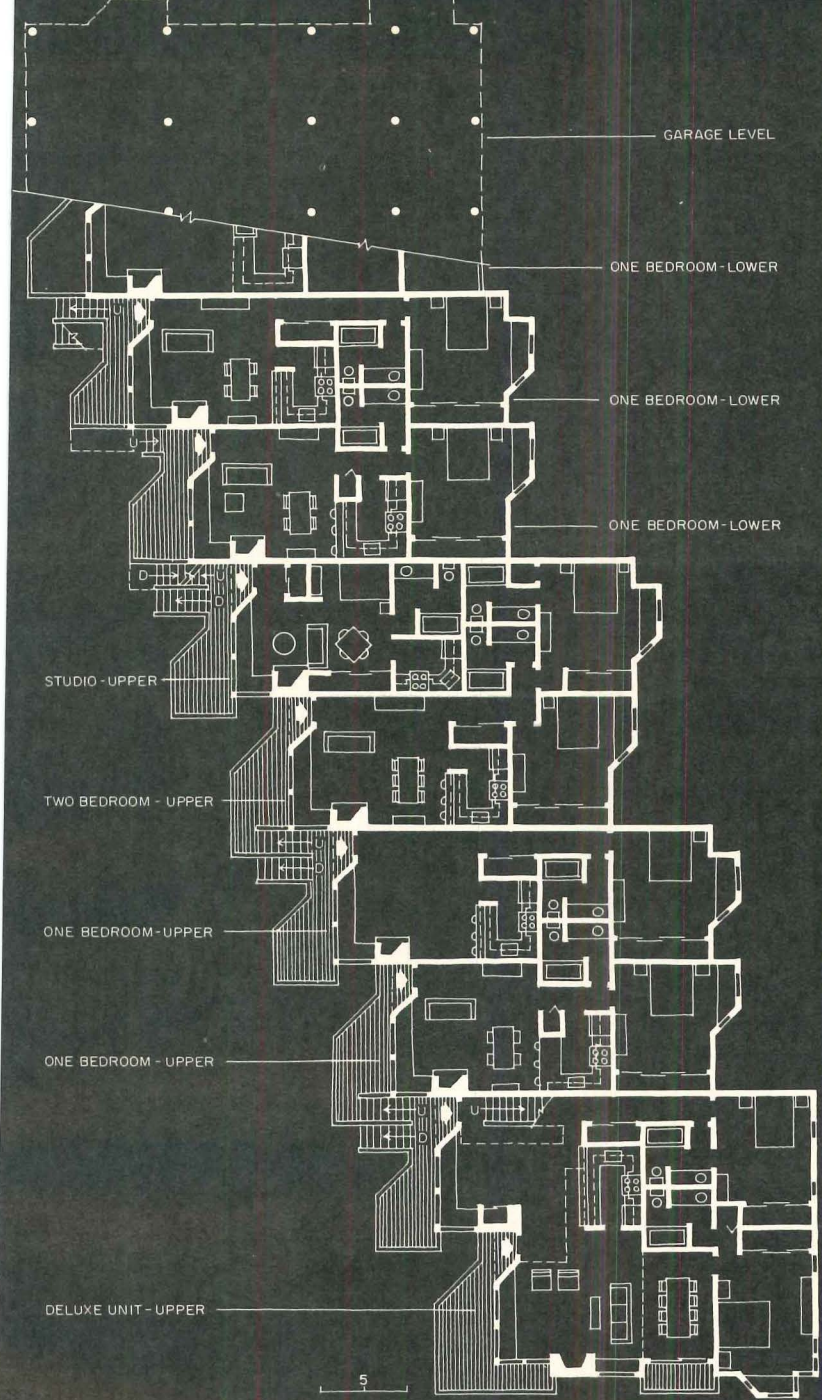 GARAGE LEVEL
ONE BEDROOM-LOWER
U
ONE BEDROOM-LOWER
U
ONE BEDROOM-LOWER
D U
D
STUDIO-UPPER
TWO BEDROOM - UPPER
U
D
ONE BEDROOM-UPPER
ONE BEDROOM - UPPER
U U
D
DELUXE UNIT-UPPER
5